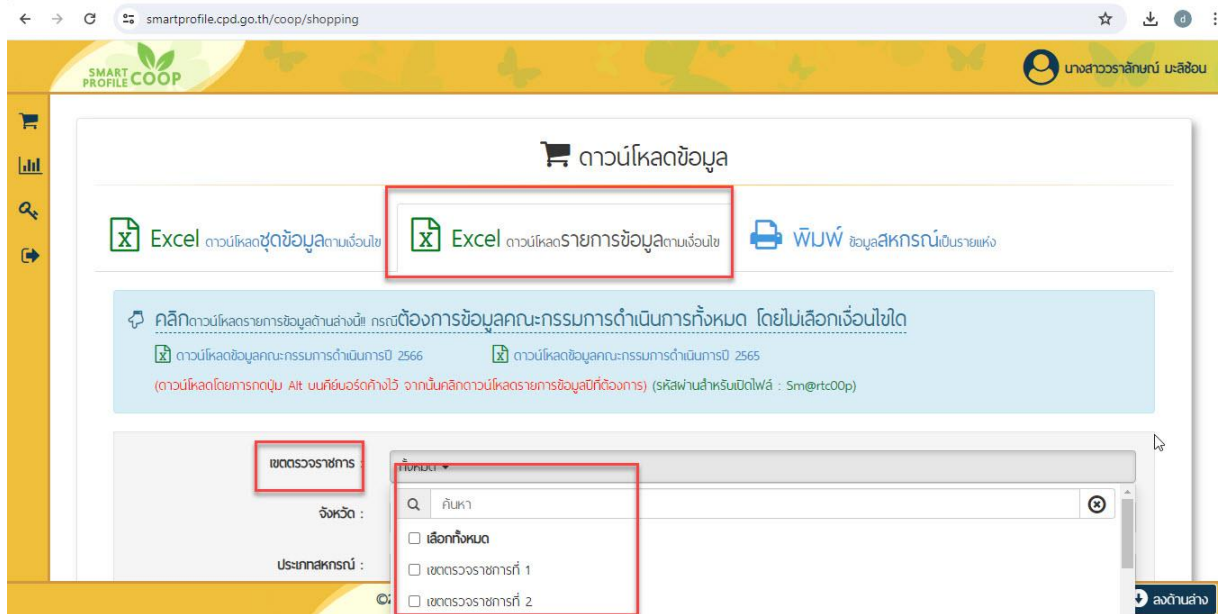 smartprofile.cpd.go.th/coop/shopping
d
SMART PROFILE COOP
นางสาววราลักษณ์ มะลิซ้อน
ดาวน์โหลดข้อมูล
Excel ดาวน์โหลดชุดข้อมูลตามเงื่อนไข
Excel ดาวน์โหลดรายการข้อมูลตามเงื่อนไข
พิมพ์ ข้อมูลสหกรณ์เป็นรายแห่ง
คลิกดาวน์โหลดรายการข้อมูลด้านล่างนี้!! กรณีต้องการข้อมูลคณะกรรมการดำเนินการทั้งหมด โดยไม่เลือกเงื่อนไขใด
ดาวน์โหลดข้อมูลคณะกรรมการดำเนินการปี 2566 ดาวน์โหลดข้อมูลคณะกรรมการดำเนินการปี 2565
(ดาวน์โหลดโดยการกดปุ่ม Alt บนคีย์บอร์ดค้างไว้ จากนั้นคลิกดาวน์โหลดรายการข้อมูลปีที่ต้องการ) (รหัสผ่านสำหรับเปิดไฟล์ : Sm@rtc00p)
เขตตรวจราชการ :
ทั้งหมด
จังหวัด :
ค้นหา
เลือกทั้งหมด
ประเภทสหกรณ์ :
เขตตรวจราชการที่ 1
เขตตรวจราชการที่ 2
ลงด้านล่าง